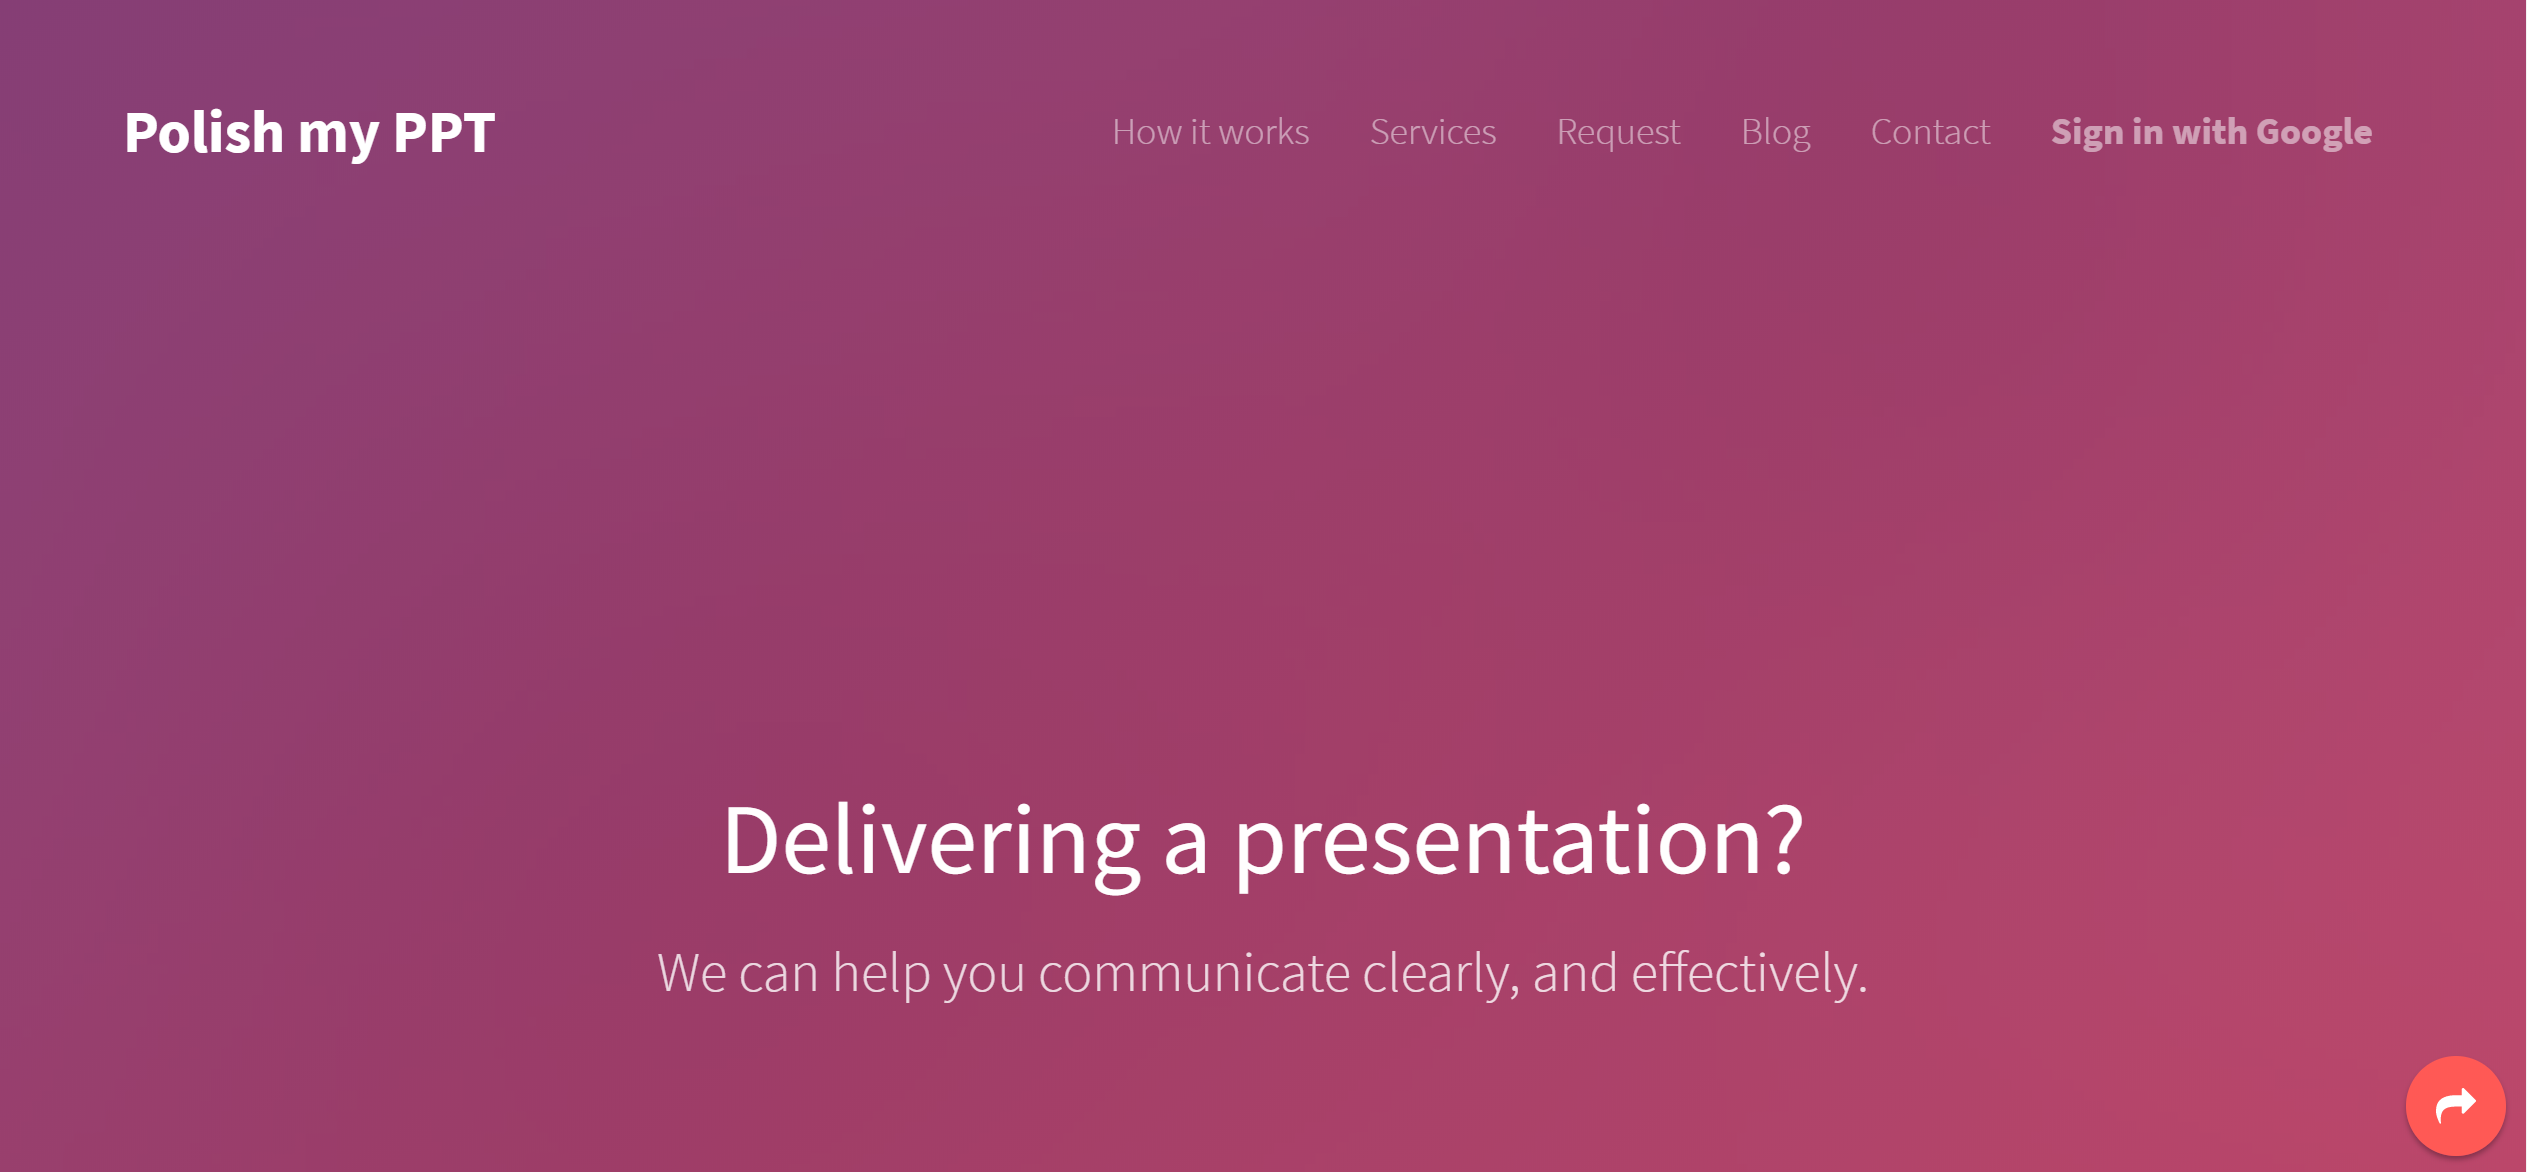 Polish my PPT
How it works Services Request Blog Contact Sign in with Google
Delivering a presentation?
We can help you communicate clearly, and effectively.